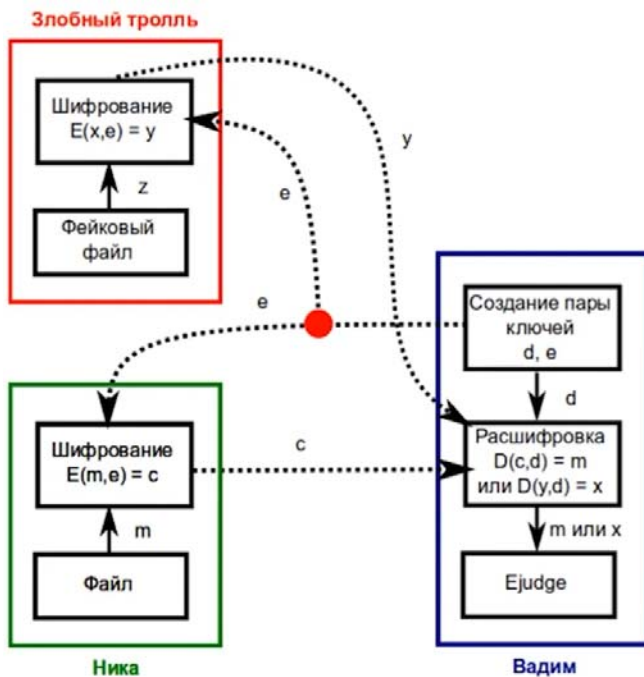 Злобный тролль
Шифрование
E(x,e) = y
z
Фейковый
файл
y
e
e
Создание пары
ключей
d, e
d
Шифрование
E(m,e) = c
c
Расшифровка
D(c,d) = m
или D(y,d) = x
m
m или x
Файл
Ejudge
Ника
Вадим